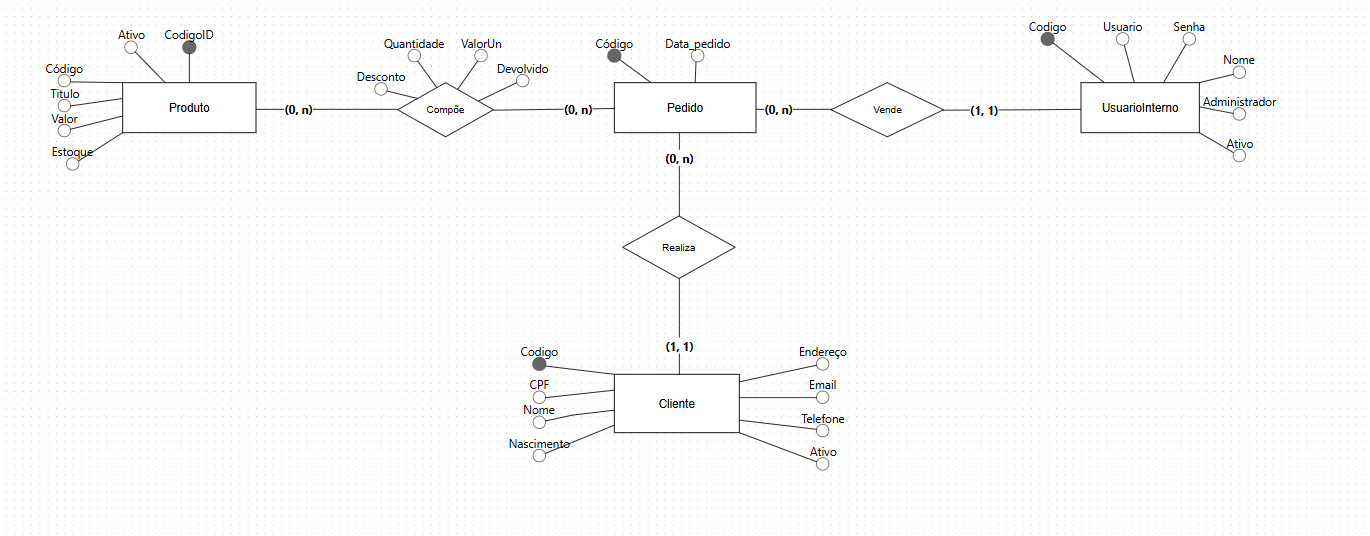 Ativo
CodigoID
Código
Titulo
Valor
Estoque
Produto
(0, n)
Quantidade
ValorUn
Desconto
Devolvido
Compõe
(0, n)
Código
Data_pedido
Pedido
(0, n)
Vende
(1, 1)
Codigo
Usuario
Senha
Nome
Administrador
Ativo
UsuarioInterno
(0, n)
Realiza
(1, 1)
Codigo
CPF
Nome
Nascimento
Cliente
Endereço
Email
Telefone
Ativo